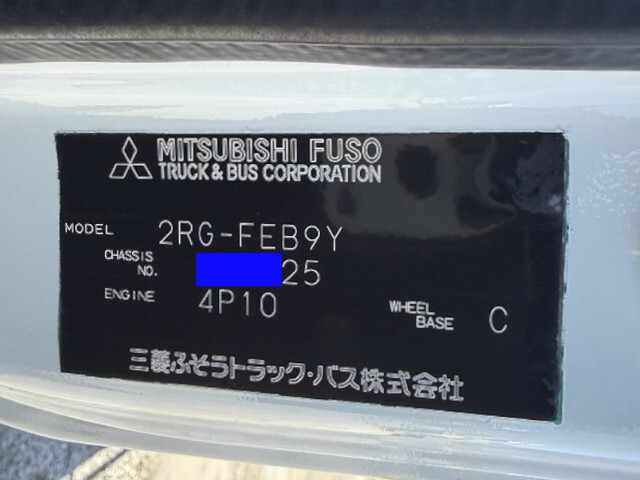 MITSUBISHI FUSO
TRUCK & BUS CORPORATION
MODEL 2RG-FEB9Y
CHASSIS NO. 25
ENGINE 4P10
WHEEL BASE C
三菱ふそうトラック・バス株式会社